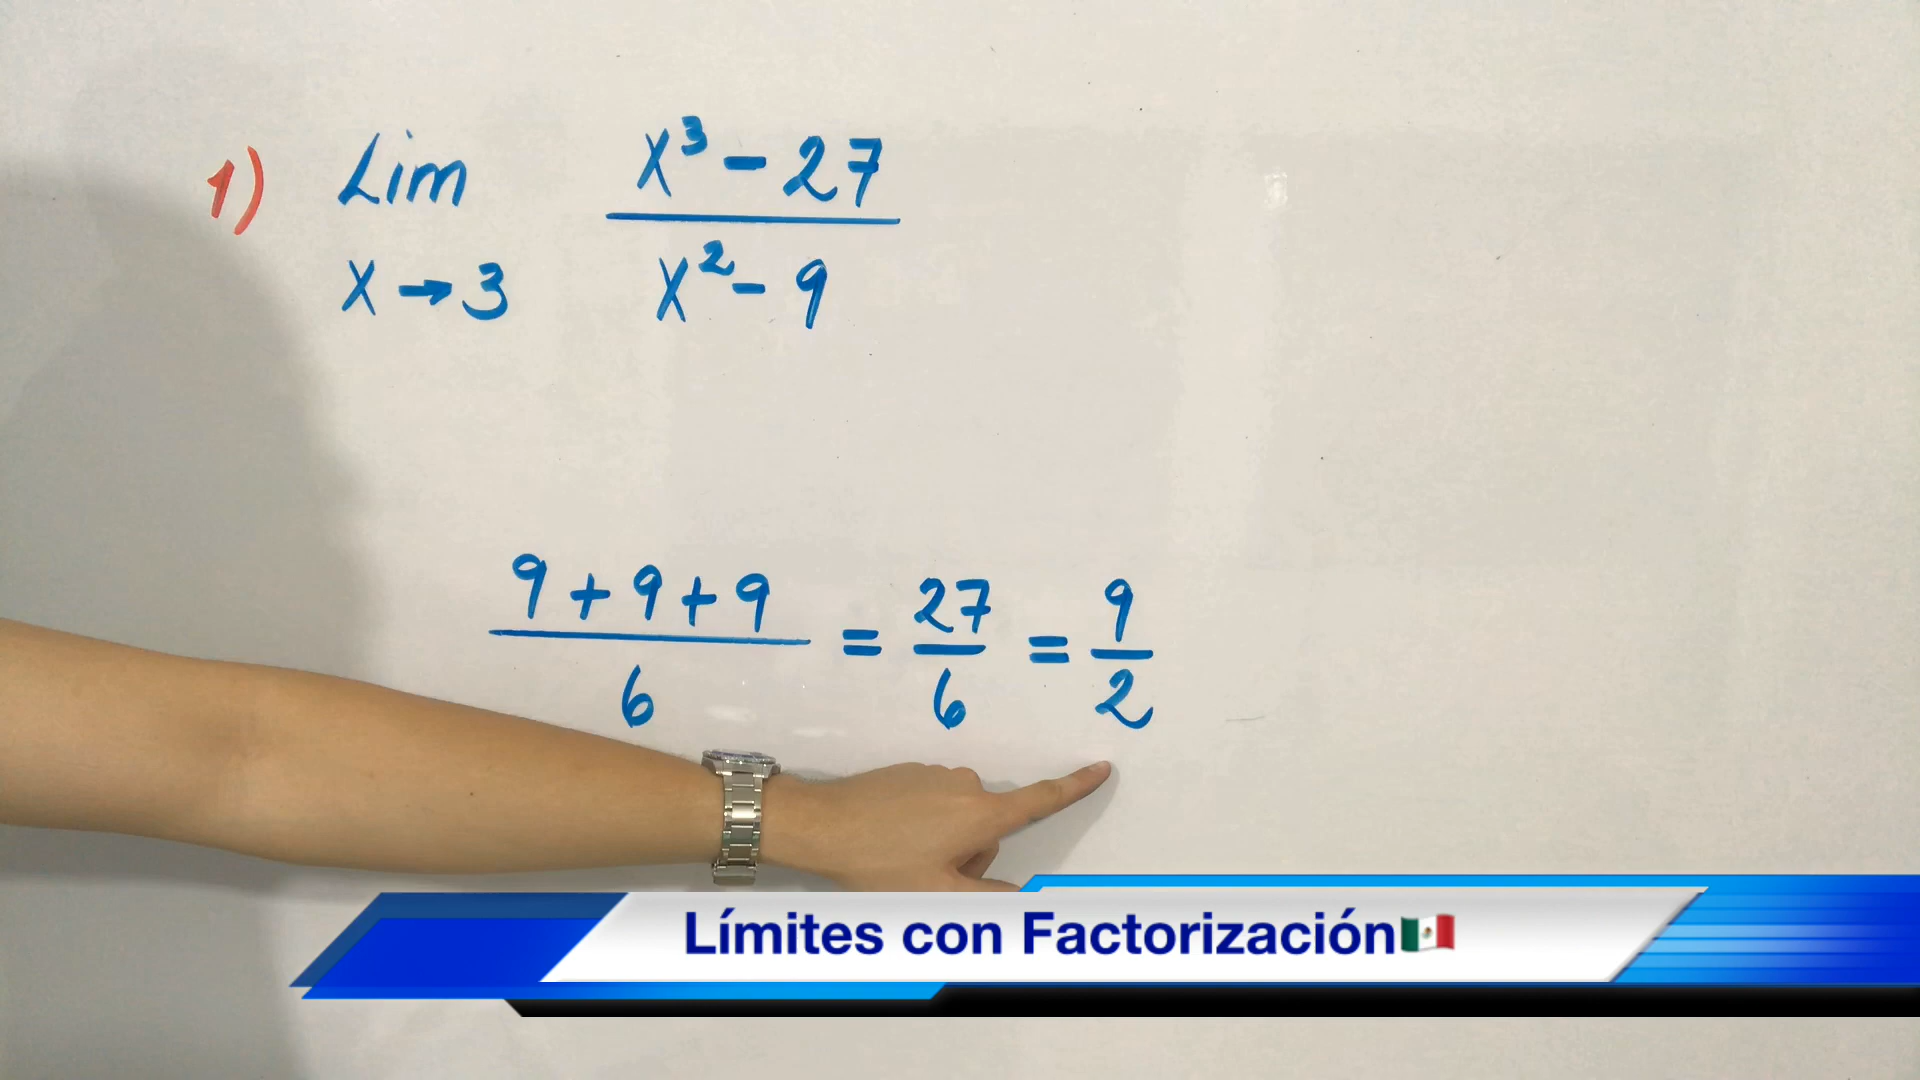 1) Lim x³ - 27
x → 3 x² - 9
9 + 9 + 9 / 6 = 27 / 6 = 9 / 2
Límites con Factorización🇲🇽